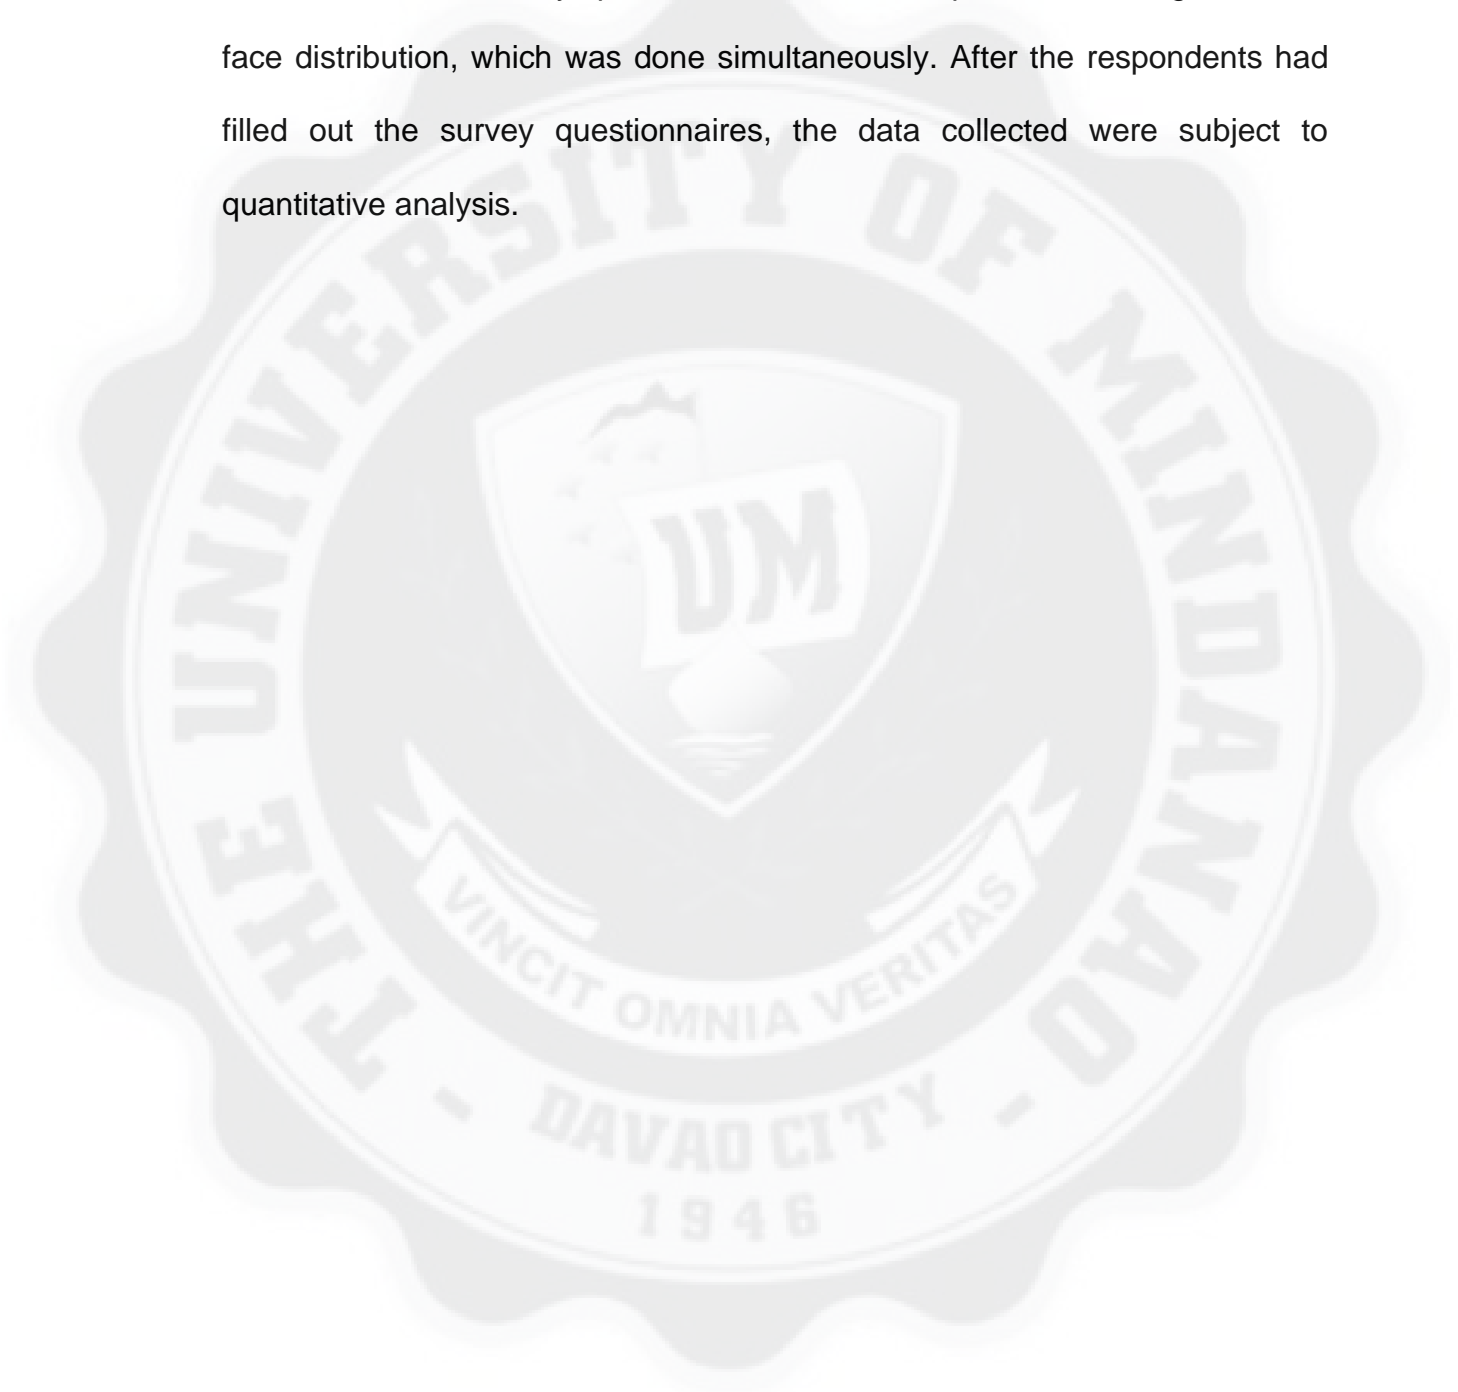 face distribution, which was done simultaneously. After the respondents had
filled out the survey questionnaires, the data collected were subject to
quantitative analysis.
THE UNIVERSITY OF MINDANAO
UM
VINCIT OMNIA VERITAS
- DAVAO CITY -
1946